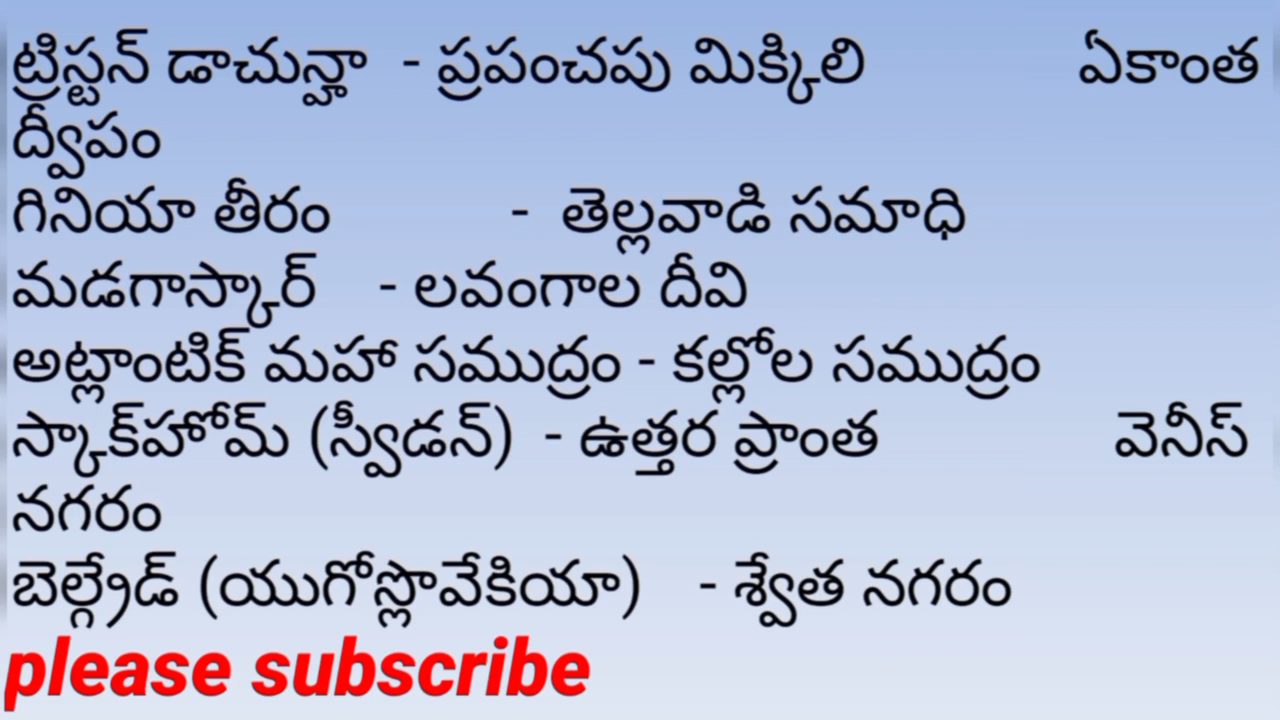 ట్రిస్టన్ డాచున్హా - ప్రపంచపు మిక్కిలి ఏకాంత
ద్వీపం
గినియా తీరం - తెల్లవాడి సమాధి
మడగాస్కార్ - లవంగాల దీవి
అట్లాంటిక్ మహా సముద్రం - కల్లోల సముద్రం
స్కాక్‌హోమ్ (స్వీడన్) - ఉత్తర ప్రాంత వెనీస్
నగరం
బెల్గ్రేడ్ (యుగోస్లొవేకియా) - శ్వేత నగరం
please subscribe